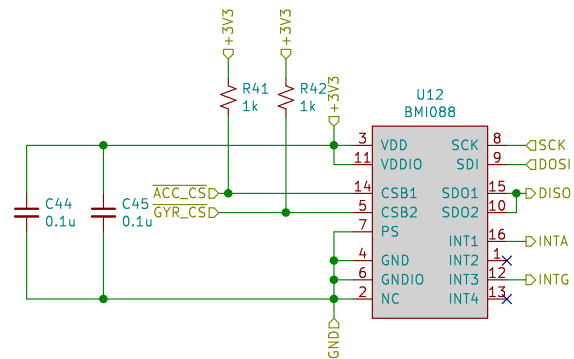 +3V3
+3V3
R41
1k
R42
1k
+3V3
U12
BMI088
3 VDD
11 VDDIO
14 CSB1
5 CSB2
7 PS
4 GND
6 GNDIO
2 NC
SCK 8 SCK
SDI 9 DOSI
SDO1 15 DISO
SDO2 10
INT1 16 INTA
INT2 1
INT3 12 INTG
INT4 13
ACC_CS
GYR_CS
C44
0.1u
C45
0.1u
GND